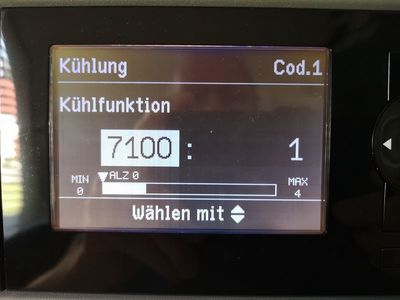 Kühlung Cod.1
Kühlfunktion
7100 : 1
MIN ALZ 0 MAX
0 4
Wählen mit